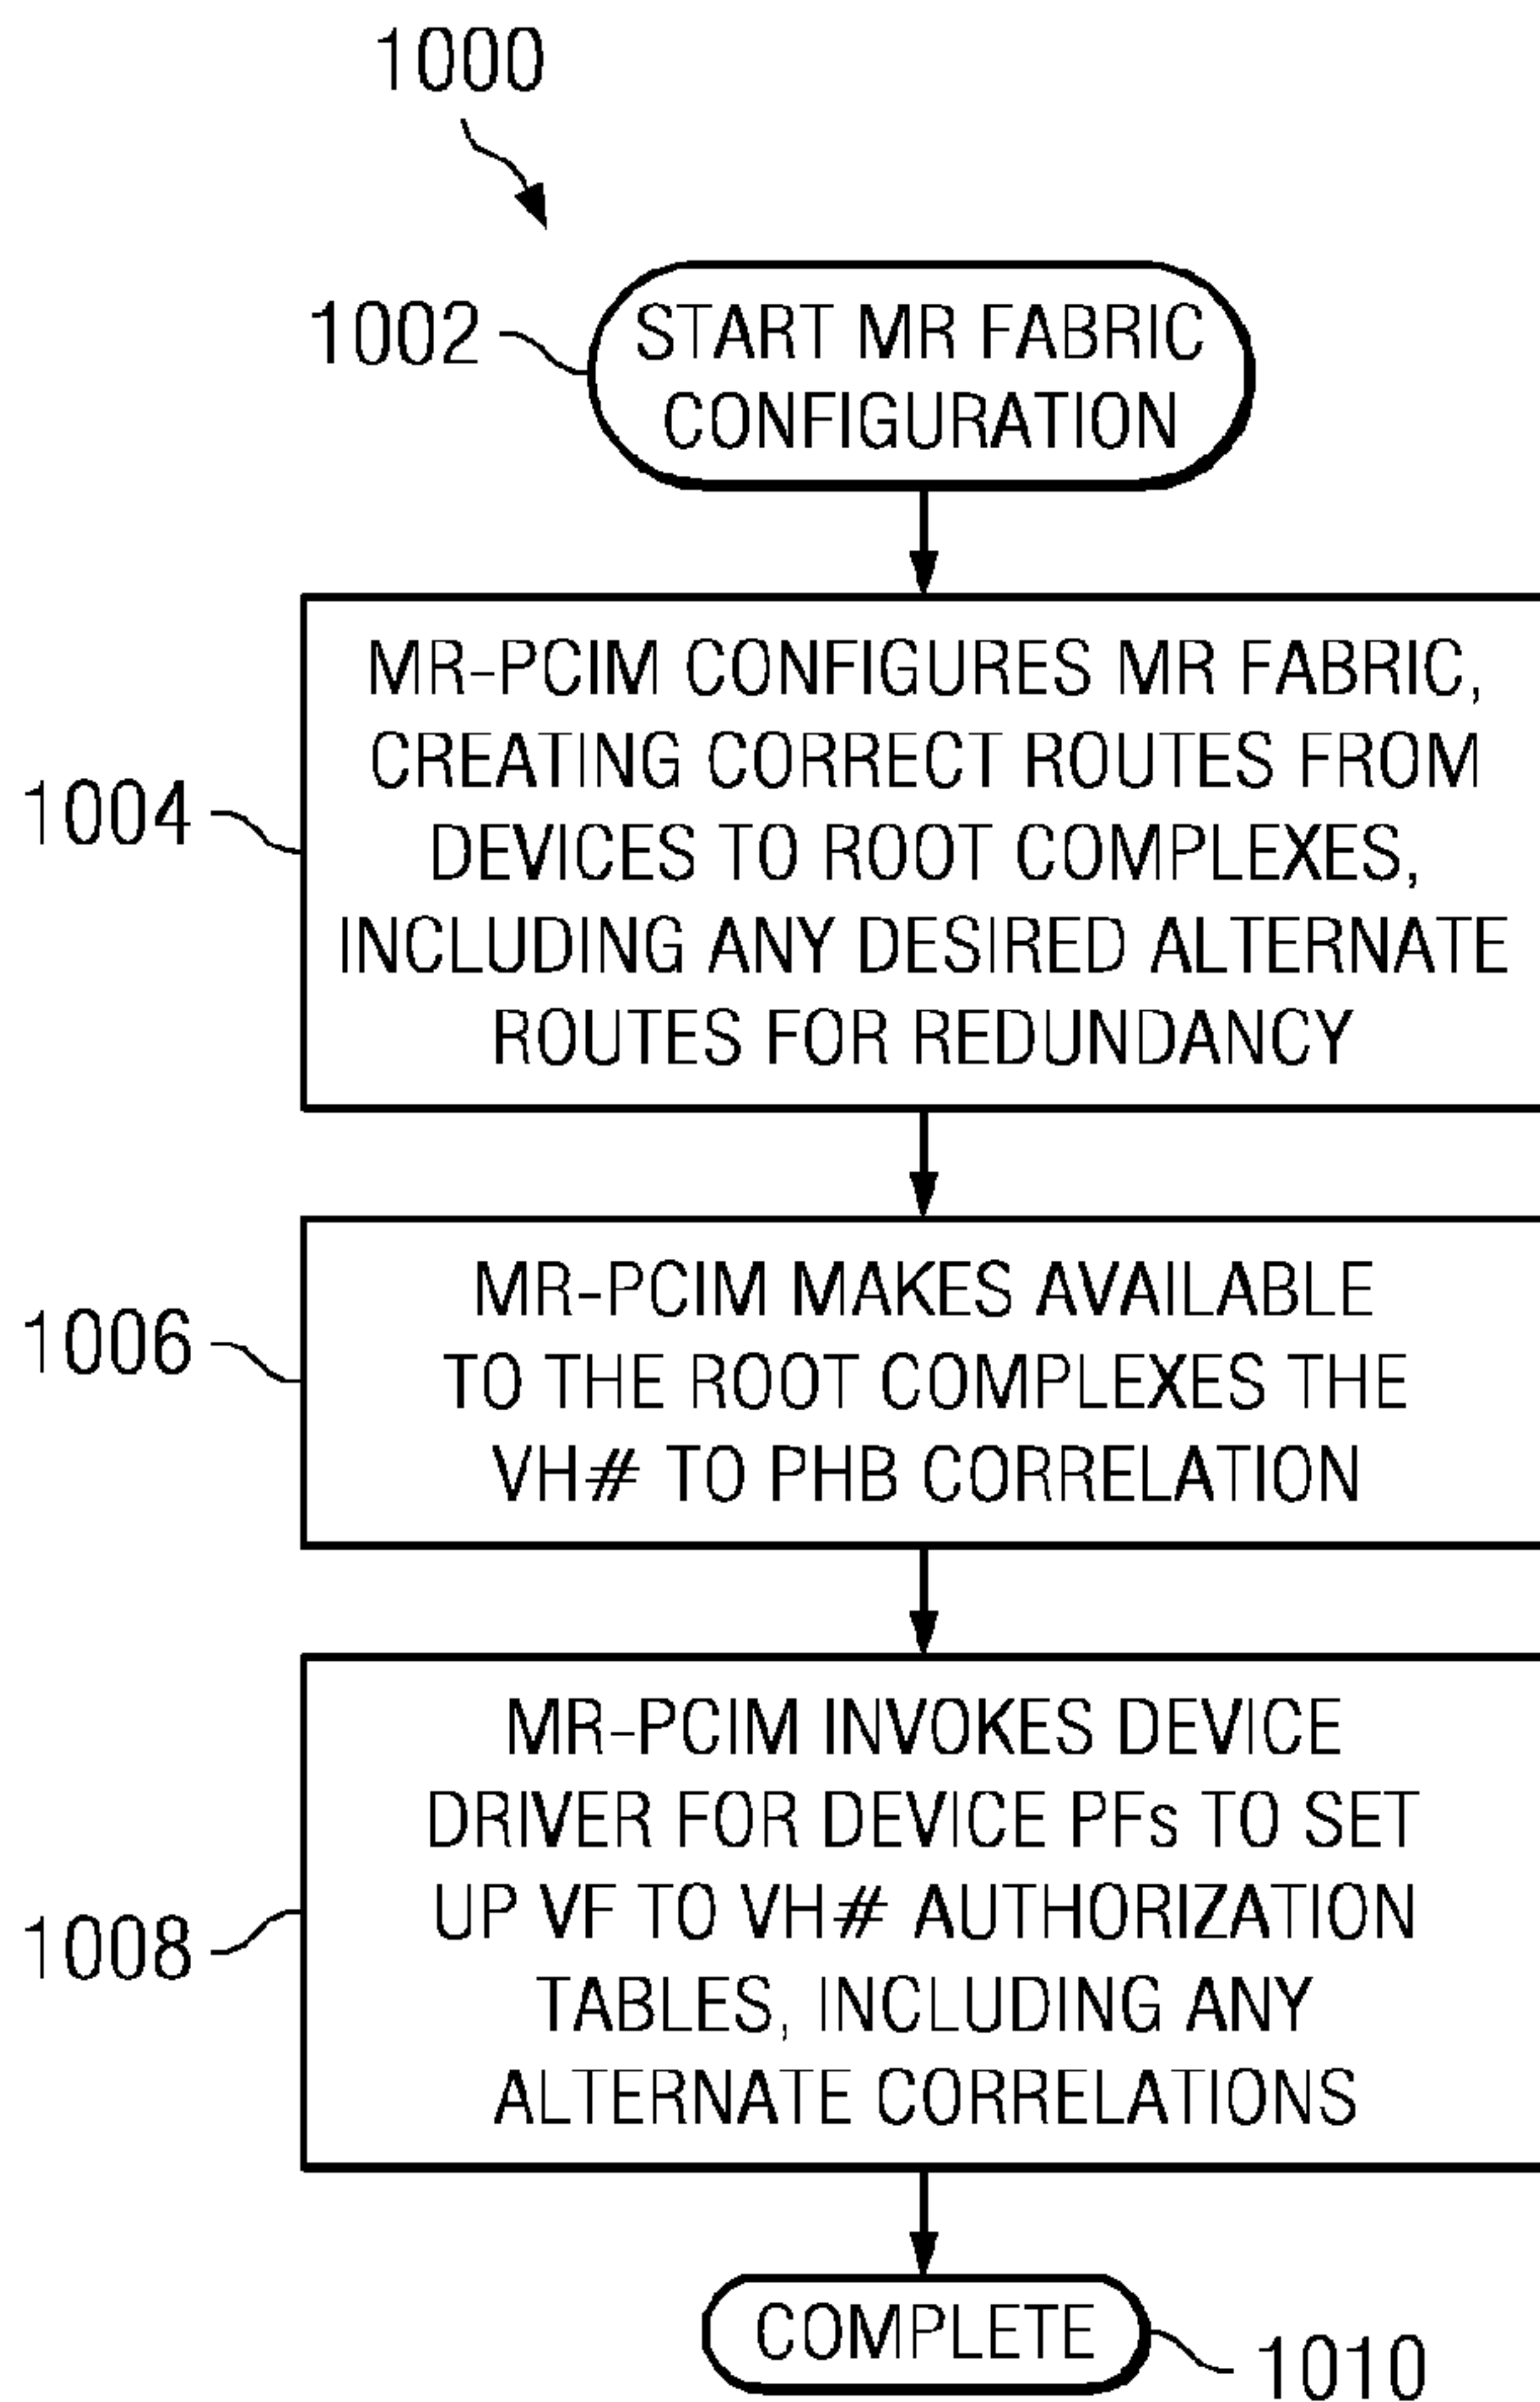 1000
1002
START MR FABRIC
CONFIGURATION
1004
MR-PCIM CONFIGURES MR FABRIC,
CREATING CORRECT ROUTES FROM
DEVICES TO ROOT COMPLEXES,
INCLUDING ANY DESIRED ALTERNATE
ROUTES FOR REDUNDANCY
1006
MR-PCIM MAKES AVAILABLE
TO THE ROOT COMPLEXES THE
VH# TO PHB CORRELATION
1008
MR-PCIM INVOKES DEVICE
DRIVER FOR DEVICE PFs TO SET
UP VF TO VH# AUTHORIZATION
TABLES, INCLUDING ANY
ALTERNATE CORRELATIONS
COMPLETE
1010